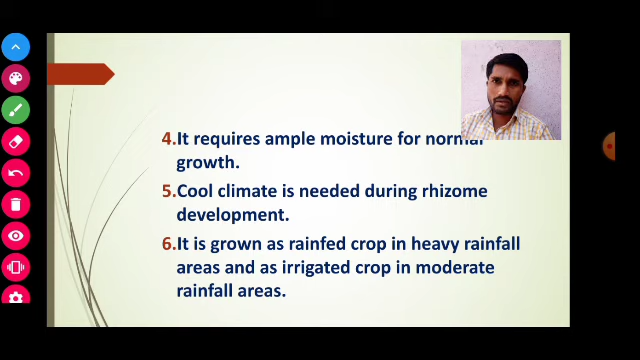 4.It requires ample moisture for normal
growth.
5.Cool climate is needed during rhizome
development.
6.It is grown as rainfed crop in heavy rainfall
areas and as irrigated crop in moderate
rainfall areas.